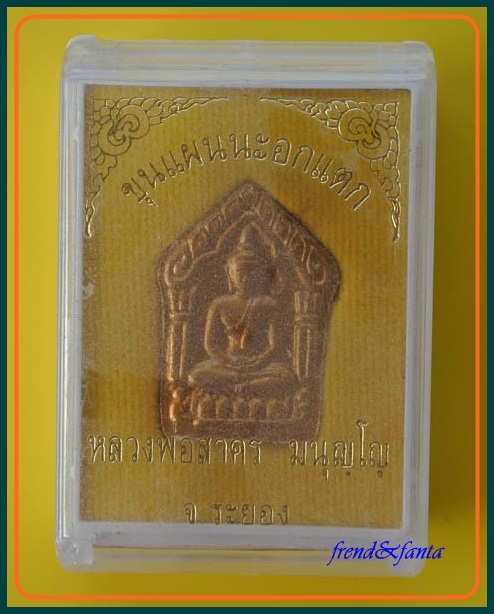 ขุนแผนนะอกแตก
หลวงพ่อสาคร มนุญฺโญ
จ.ระยอง
frend&fanta